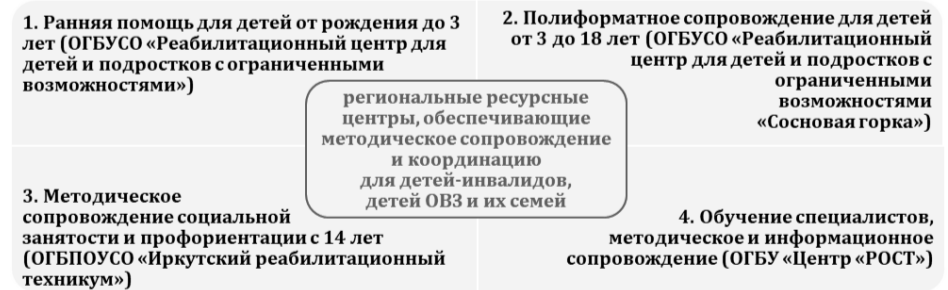 1. Ранняя помощь для детей от рождения до 3
лет (ОГБУСО «Реабилитационный центр для
детей и подростков с ограниченными
возможностями»)
2. Полиформатное сопровождение для детей
от 3 до 18 лет (ОГБУСО «Реабилитационный
центр для детей и подростков с
ограниченными
возможностями
«Сосновая горка»)
региональные ресурсные
центры, обеспечивающие
методическое сопровождение
и координацию
для детей-инвалидов,
детей ОВЗ и их семей
3. Методическое
сопровождение социальной
занятости и профориентации с 14 лет
(ОГБПОУСО «Иркутский реабилитационный
техникум»)
4. Обучение специалистов,
методическое и информационное
сопровождение (ОГБУ «Центр «РОСТ»)